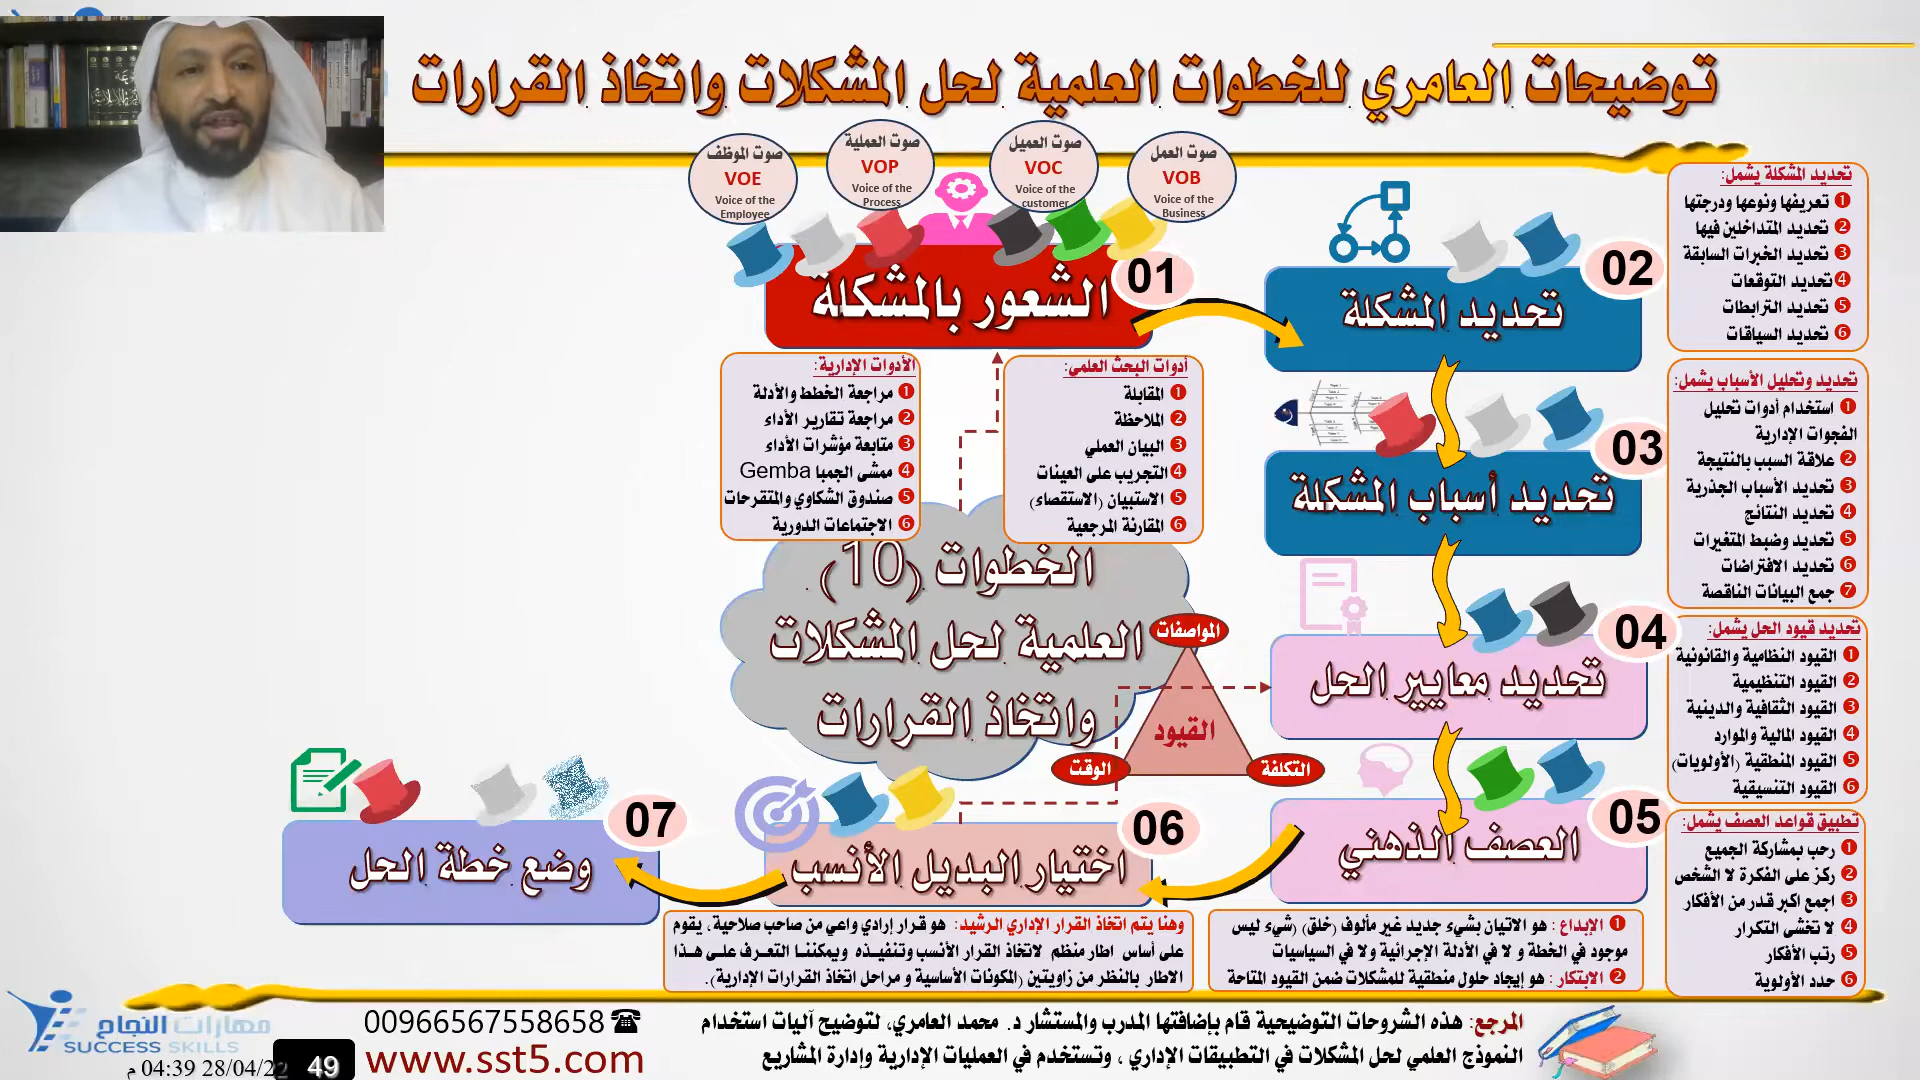 توضيحات العامري للخطوات العلمية لحل المشكلات واتخاذ القرارات
صوت العمل
VOB
Voice of the
Business
صوت العميل
VOC
Voice of the
customer
صوت العملية
VOP
Voice of the
Process
صوت الموظف
VOE
Voice of the
Employee
01
الشعور بالمشكلة
أدوات البحث العلمي:
1 المقابلة
2 الملاحظة
3 البيان العملي
4 التجريب على العينات
5 الاستبيان (الاستقصاء)
6 المقارنة المرجعية
الأدوات الإدارية:
1 مراجعة الخطط والأدلة
2 مراجعة تقارير الأداء
3 متابعة مؤشرات الأداء
4 ممشى الجمبا Gemba
5 صندوق الشكاوي والمتقرحات
6 الاجتماعات الدورية
02
تحديد المشكلة
تحديد المشكلة يشمل:
1 تعريفها ونوعها ودرجتها
2 تحديد المتداخلين فيها
3 تحديد الخبرات السابقة
4 تحديد التوقعات
5 تحديد الترابطات
6 تحديد السياقات
03
تحديد أسباب المشكلة
تحديد وتحليل الأسباب يشمل:
1 استخدام أدوات تحليل
الفجوات الإدارية
2 علاقة السبب بالنتيجة
3 تحديد الأسباب الجذرية
4 تحديد النتائج
5 تحديد وضبط المتغيرات
6 تحديد الافتراضات
7 جمع البيانات الناقصة
الخطوات (10)
العلمية لحل المشكلات
واتخاذ القرارات
المواصفات
القيود
الوقت
التكلفة
04
تحديد معايير الحل
تحديد قيود الحل يشمل:
1 القيود النظامية والقانونية
2 القيود التنظيمية
3 القيود الثقافية والدينية
4 القيود المالية والموارد
5 القيود المنطقية (الأولويات)
6 القيود التنسيقية
05
العصف الذهني
تطبيق قواعد العصف يشمل:
1 رحب بمشاركة الجميع
2 ركز على الفكرة لا الشخص
3 اجمع اكبر قدر من الأفكار
4 لا تخشى التكرار
5 رتب الأفكار
6 حدد الأولوية
1 الإبداع : هو الاتيان بشيء جديد غير مألوف (خلق) (شيء ليس
موجود في الخطة و لا في الأدلة الإجرائية ولا في السياسيات
2 الابتكار : هو إيجاد حلول منطقية للمشكلات ضمن القيود المتاحة
06
اختيار البديل الأنسب
وهنا يتم اتخاذ القرار الإداري الرشيد: هو قرار إرادي واعي من صاحب صلاحية، يقوم
على أساس اطار منظم لاتخاذ القرار الأنسب وتنفيذه ويمكننا التعرف على هذا
الاطار بالنظر من زاويتين (المكونات الأساسية و مراحل اتخاذ القرارات الإدارية).
07
وضع خطة الحل
المرجع: هذه الشروحات التوضيحية قام بإضافتها المدرب والمستشار د. محمد العامري، لتوضيح آليات استخدام
النموذج العلمي لحل المشكلات في التطبيقات الإداري ، وتستخدم في العمليات الإدارية وإدارة المشاريع
00966567558658
www.sst5.com
مهارات النجاح
SUCCESS SKILLS
49
04:39 28/04/22 م